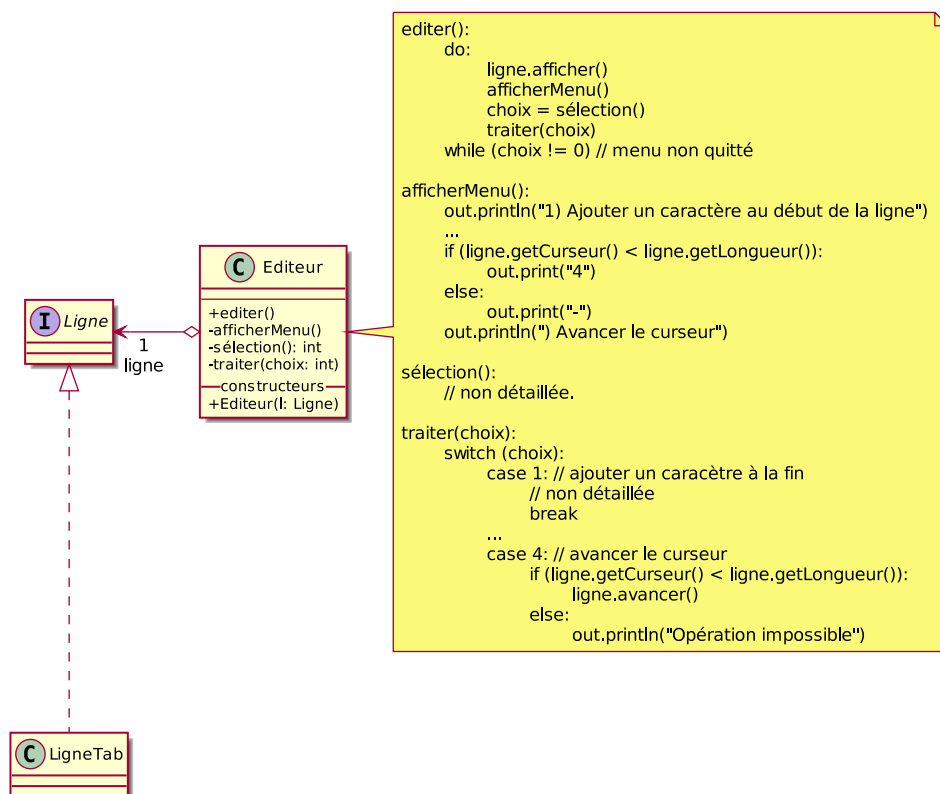 I Ligne
1
ligne
C Editeur
+editer()
-afficherMenu()
-sélection(): int
-traiter(choix: int)
constructeurs
+Editeur(l: Ligne)
editer():
do:
ligne.afficher()
afficherMenu()
choix = sélection()
traiter(choix)
while (choix != 0) // menu non quitté
afficherMenu():
out.println("1) Ajouter un caractère au début de la ligne")
...
if (ligne.getCurseur() < ligne.getLongueur()):
out.print("4")
else:
out.print("-")
out.println(") Avancer le curseur")
sélection():
// non détaillée.
traiter(choix):
switch (choix):
case 1: // ajouter un caracètre à la fin
// non détaillée
break
...
case 4: // avancer le curseur
if (ligne.getCurseur() < ligne.getLongueur()):
ligne.avancer()
else:
out.println("Opération impossible")
C LigneTab